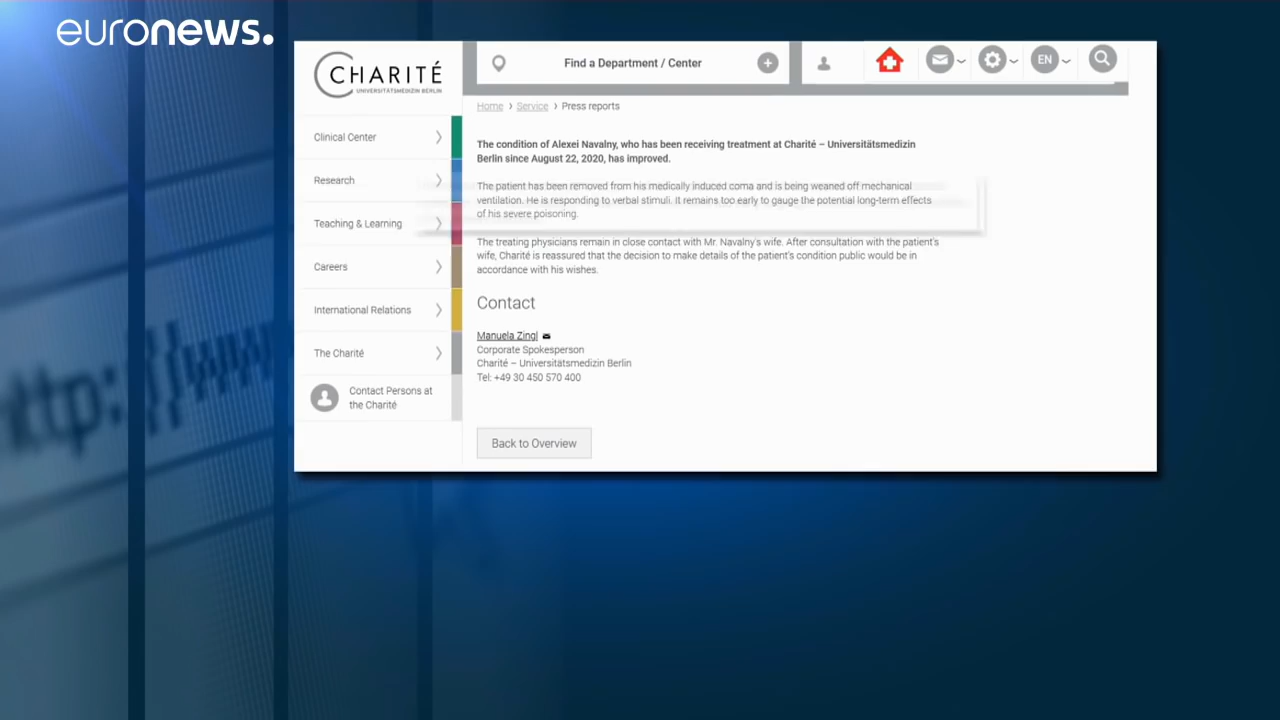 euronews.
CHARITÉ
UNIVERSITÄTSMEDIZIN BERLIN
Find a Department / Center
EN
Home > Service > Press reports
Clinical Center
Research
Teaching & Learning
Careers
International Relations
The Charité
Contact Persons at
the Charité
The condition of Alexei Navalny, who has been receiving treatment at Charité – Universitätsmedizin
Berlin since August 22, 2020, has improved.
The patient has been removed from his medically induced coma and is being weaned off mechanical
ventilation. He is responding to verbal stimuli. It remains too early to gauge the potential long-term effects
of his severe poisoning.
The treating physicians remain in close contact with Mr. Navalny's wife. After consultation with the patient's
wife, Charité is reassured that the decision to make details of the patient's condition public would be in
accordance with his wishes.
Contact
Manuela Zingl
Corporate Spokesperson
Charité – Universitätsmedizin Berlin
Tel: +49 30 450 570 400
Back to Overview
http://www